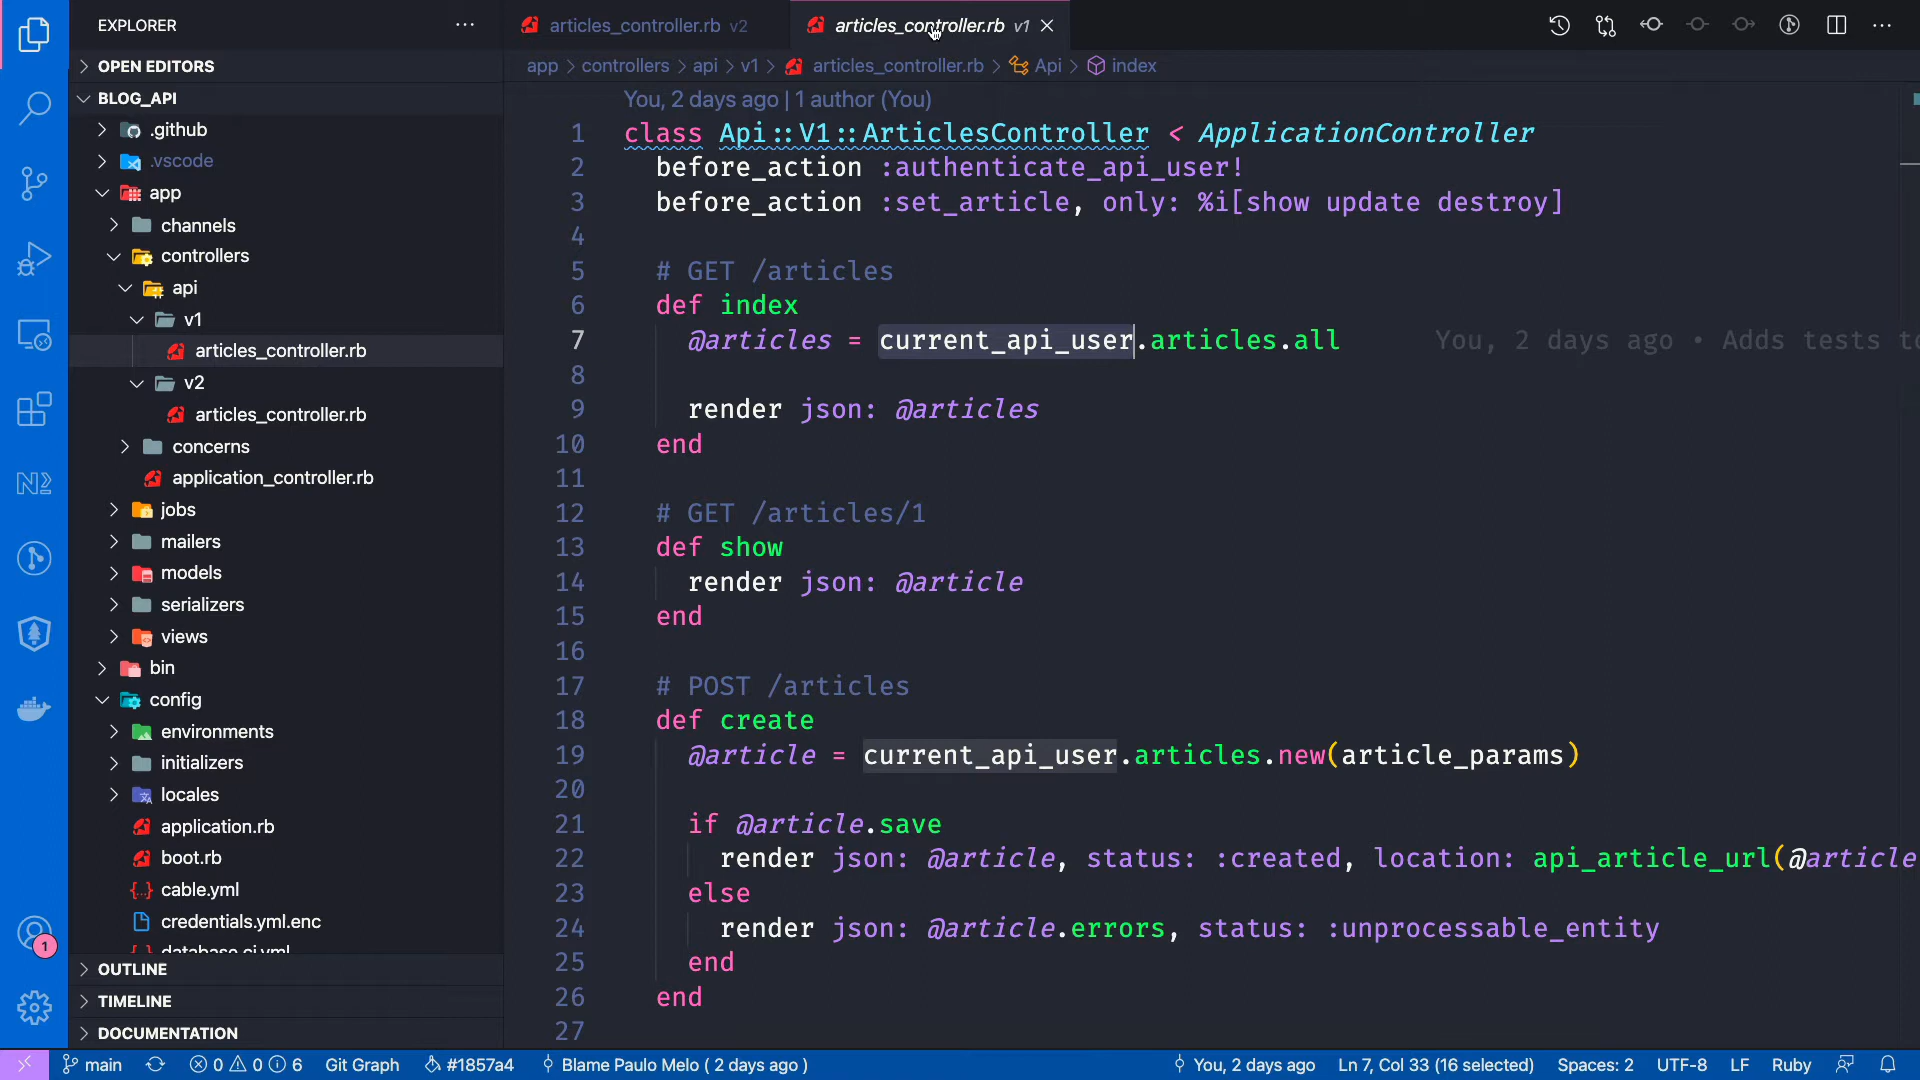 EXPLORER
OPEN EDITORS
BLOG_API
.github
.vscode
app
channels
controllers
api
v1
articles_controller.rb
v2
articles_controller.rb
concerns
application_controller.rb
jobs
mailers
models
serializers
views
bin
config
environments
initializers
locales
application.rb
boot.rb
cable.yml
credentials.yml.enc
database.ci.yml
OUTLINE
TIMELINE
DOCUMENTATION
1
articles_controller.rb v2
articles_controller.rb v1
app > controllers > api > v1 > articles_controller.rb > Api > index
You, 2 days ago | 1 author (You)
1 class Api::V1::ArticlesController < ApplicationController
2 before_action :authenticate_api_user!
3 before_action :set_article, only: %i[show update destroy]
4
5 # GET /articles
6 def index
7 @articles = current_api_user.articles.all You, 2 days ago • Adds tests to
8
9 render json: @articles
10 end
11
12 # GET /articles/1
13 def show
14 render json: @article
15 end
16
17 # POST /articles
18 def create
19 @article = current_api_user.articles.new(article_params)
20
21 if @article.save
22 render json: @article, status: :created, location: api_article_url(@article
23 else
24 render json: @article.errors, status: :unprocessable_entity
25 end
26 end
27
main 0 0 6 Git Graph #1857a4 Blame Paulo Melo ( 2 days ago ) You, 2 days ago Ln 7, Col 33 (16 selected) Spaces: 2 UTF-8 LF Ruby